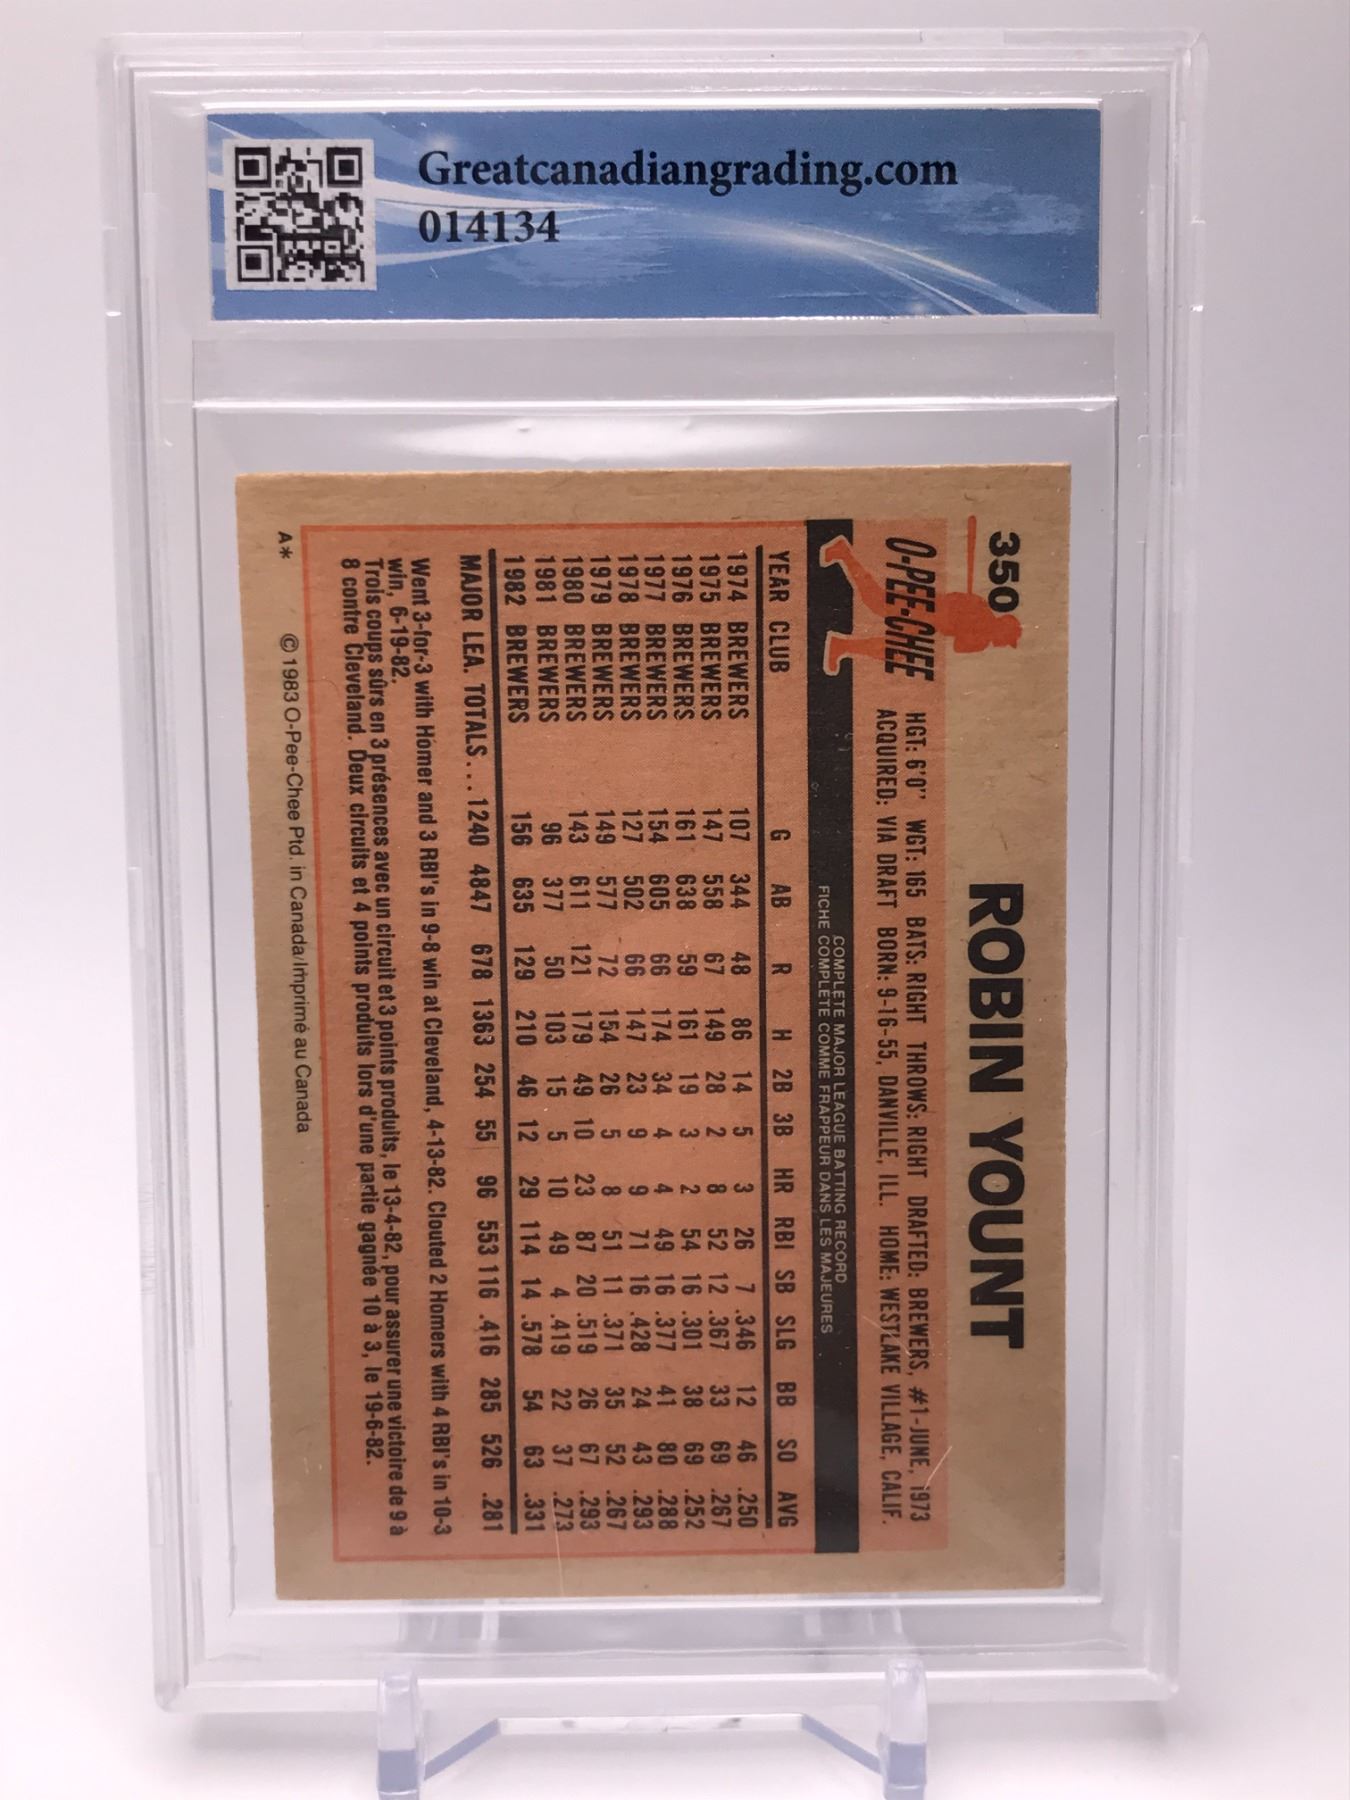 Greatcanadiangrading.com
014134
350
ROBIN YOUNT
O-PEE-CHEE
HGT: 6'0" WGT: 165 BATS: RIGHT THROWS: RIGHT DRAFTED: BREWERS, #1-JUNE, 1973
ACQUIRED: VIA DRAFT BORN: 9-16-55, DANVILLE, ILL. HOME: WESTLAKE VILLAGE, CALIF.
COMPLETE MAJOR LEAGUE BATTING RECORD
FICHE COMPLETE COMME FRAPPEUR DANS LES MAJEURES
YEAR CLUB G AB R H 2B 3B HR RBI SB SLG BB SO AVG
1974 BREWERS 107 344 48 86 14 5 3 26 7 .346 12 46 .250
1975 BREWERS 147 558 67 149 28 2 8 52 12 .367 33 69 .267
1976 BREWERS 161 638 59 161 19 3 2 54 16 .301 38 69 .252
1977 BREWERS 154 605 66 174 34 4 4 49 16 .377 41 80 .288
1978 BREWERS 127 502 66 147 23 9 9 71 16 .428 24 43 .293
1979 BREWERS 149 577 72 154 26 5 8 51 11 .371 35 52 .267
1980 BREWERS 143 611 121 179 49 10 23 87 20 .519 26 67 .293
1981 BREWERS 96 377 50 103 15 5 10 49 4 .419 22 37 .273
1982 BREWERS 156 635 129 210 46 12 29 114 14 .578 54 63 .331
MAJOR LEA. TOTALS... 1240 4847 678 1363 254 55 96 553 116 .416 285 526 .281
Went 3-for-3 with Homer and 3 RBI's in 9-8 win at Cleveland, 4-13-82. Clouted 2 Homers with 4 RBI's in 10-3
win, 6-19-82.
Trois coups sûrs en 3 présences avec un circuit et 3 points produits, le 13-4-82, pour assurer une victoire de 9 à
8 contre Cleveland. Deux circuits et 4 points produits lors d'une partie gagnée 10 à 3, le 19-6-82.
A* © 1983 O-Pee-Chee Ptd. in Canada/Imprimé au Canada